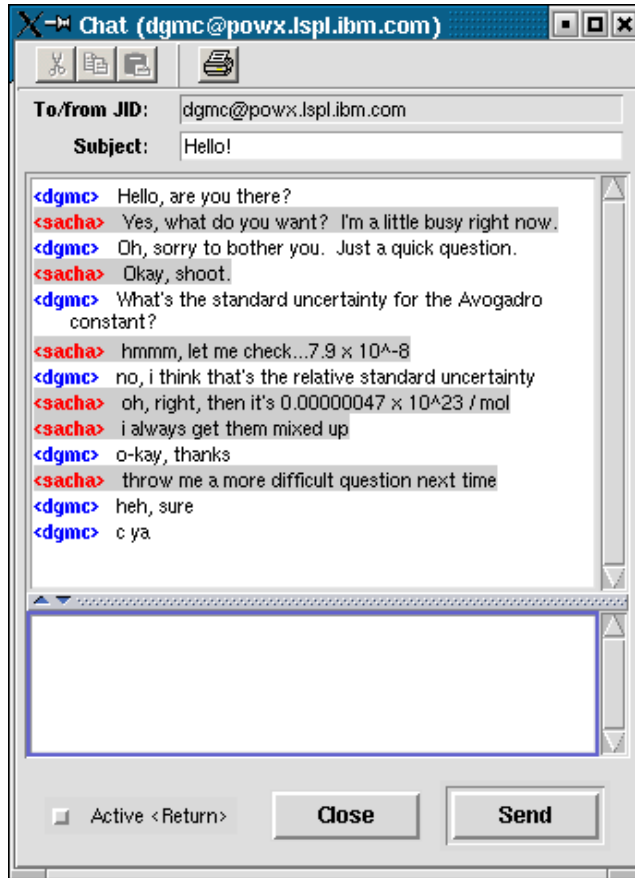 Chat (dgmc@powx.lspl.ibm.com)
To/from JID: dgmc@powx.lspl.ibm.com
Subject: Hello!
<dgmc> Hello, are you there?
<sacha> Yes, what do you want? I'm a little busy right now.
<dgmc> Oh, sorry to bother you. Just a quick question.
<sacha> Okay, shoot.
<dgmc> What's the standard uncertainty for the Avogadro
constant?
<sacha> hmmm, let me check...7.9 x 10^-8
<dgmc> no, i think that's the relative standard uncertainty
<sacha> oh, right, then it's 0.00000047 x 10^23 / mol
<sacha> i always get them mixed up
<dgmc> o-kay, thanks
<sacha> throw me a more difficult question next time
<dgmc> heh, sure
<dgmc> c ya
Active <Return> Close Send